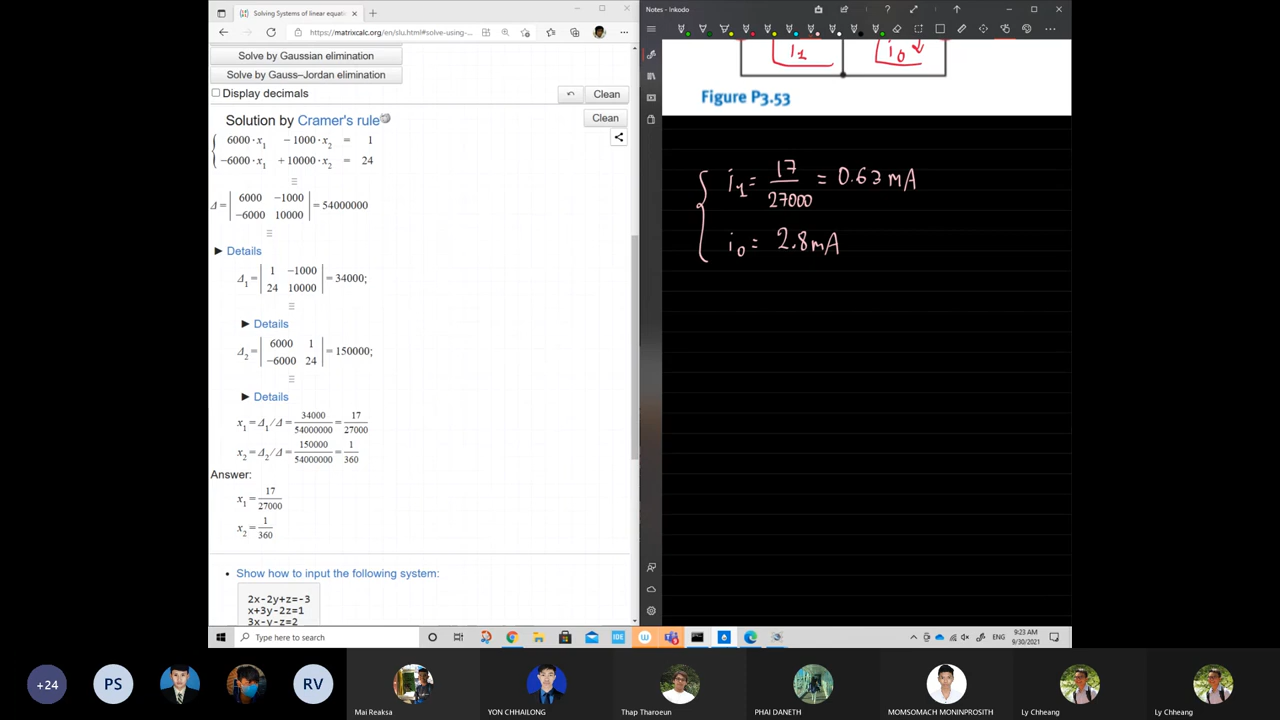 Solving Systems of linear equati
https://matrixcalc.org/en/slu.html#solve-using-
Solve by Gaussian elimination
Solve by Gauss–Jordan elimination
Display decimals
Clean
Solution by Cramer's rule
Clean
6000·x₁ −1000·x₂ = 1
−6000·x₁ +10000·x₂ = 24
Δ = | 6000 −1000 |
| −6000 10000 | = 54000000
Details
Δ₁ = | 1 −1000 |
| 24 10000 | = 34000;
Details
Δ₂ = | 6000 1 |
| −6000 24 | = 150000;
Details
x₁ = Δ₁/Δ = 34000/54000000 = 17/27000
x₂ = Δ₂/Δ = 150000/54000000 = 1/360
Answer:
x₁ = 17/27000
x₂ = 1/360
• Show how to input the following system:
2x-2y+z=-3
x+3y-2z=1
3x-y-z=2
Notes - Inkodo
i₁ i₀
Figure P3.53
i₁ = 17/27000 = 0.63 mA
i₀ = 2.8mA
Type here to search
IDE
ENG
9:23 AM
9/30/2021
+24
PS
RV
Mai Reaksa
YON CHHAILONG
Thap Tharoeun
PHAI DANETH
MOMSOMACH MONINPROSITH
Ly Chheang
Ly Chheang